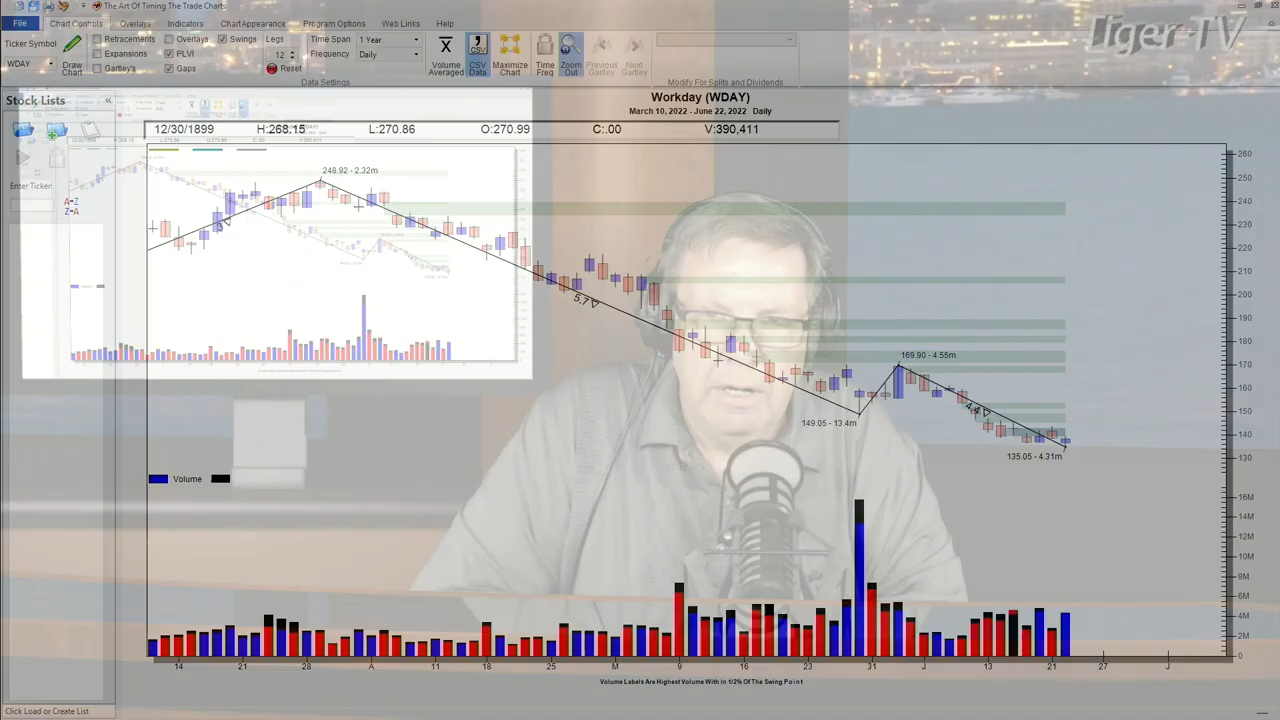 The Art Of Timing The Trade Charts
Tiger-TV
File Chart Controls Overlays Indicators Chart Appearance Program Options Web Links Help
Ticker Symbol
WDAY
Draw Chart
Retracements
Expansions
Gartley's
Overlays
PLVI
Gaps
Swings
Legs
12
Reset
Time Span 1 Year
Frequency Daily
Data Settings
Volume Averaged
CSV Data
Maximize Chart
Time Freq
Zoom Out
Previous Gartley
Next Gartley
Modify For Splits and Dividends
Stock Lists
Enter Ticker
A-Z
Z-A
Workday (WDAY)
March 10, 2022 - June 22, 2022 Daily
12/30/1899 H:268.15 L:270.86 O:270.99 C:.00 V:390,411
260
250
240
230
220
210
200
190
180
170
160
150
140
130
248.92 - 2.32m
5.7
169.90 - 4.55m
149.05 - 13.4m
4.4
135.05 - 4.31m
Volume
16M
14M
12M
10M
8M
6M
4M
2M
0
14 21 28 A 11 18 25 M 9 16 23 31 J 13 21 27 J
Volume Labels Are Highest Volume With In 1/2% Of The Swing Point
Click Load or Create List